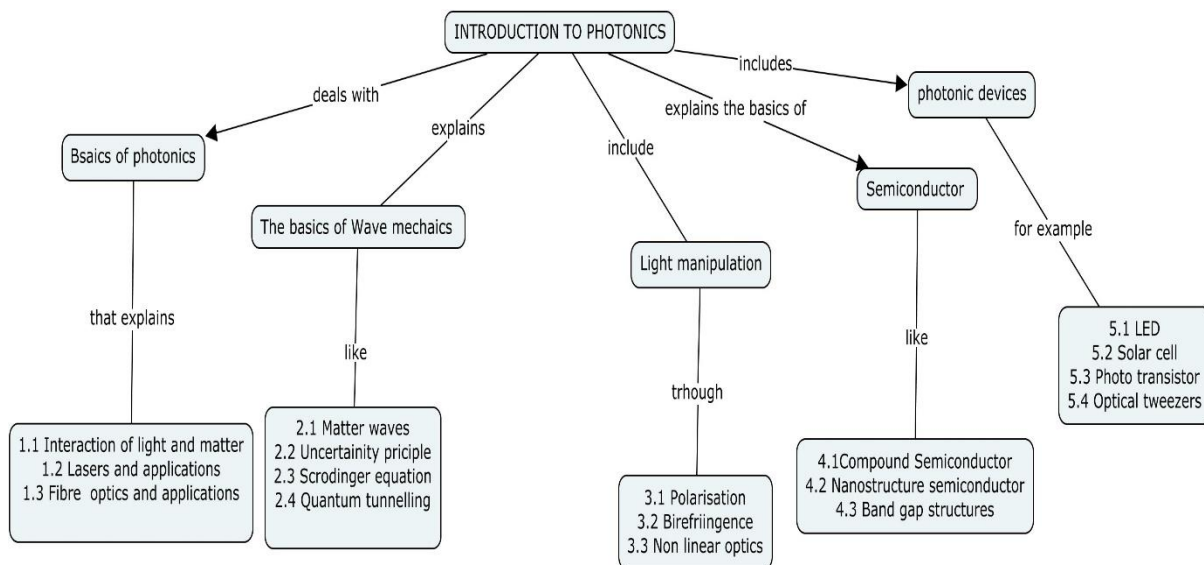 INTRODUCTION TO PHOTONICS
includes
deals with
photonic devices
explains the basics of
explains
include
Bsaics of photonics
Semiconductor
The basics of Wave mechaics
for example
Light manipulation
that explains
like
like
5.1 LED
5.2 Solar cell
5.3 Photo transistor
5.4 Optical tweezers
trhough
1.1 Interaction of light and matter
1.2 Lasers and applications
1.3 Fibre optics and applications
2.1 Matter waves
2.2 Uncertainity priciple
2.3 Scrodinger equation
2.4 Quantum tunnelling
3.1 Polarisation
3.2 Birefriingence
3.3 Non linear optics
4.1Compound Semiconductor
4.2 Nanostructure semiconductor
4.3 Band gap structures